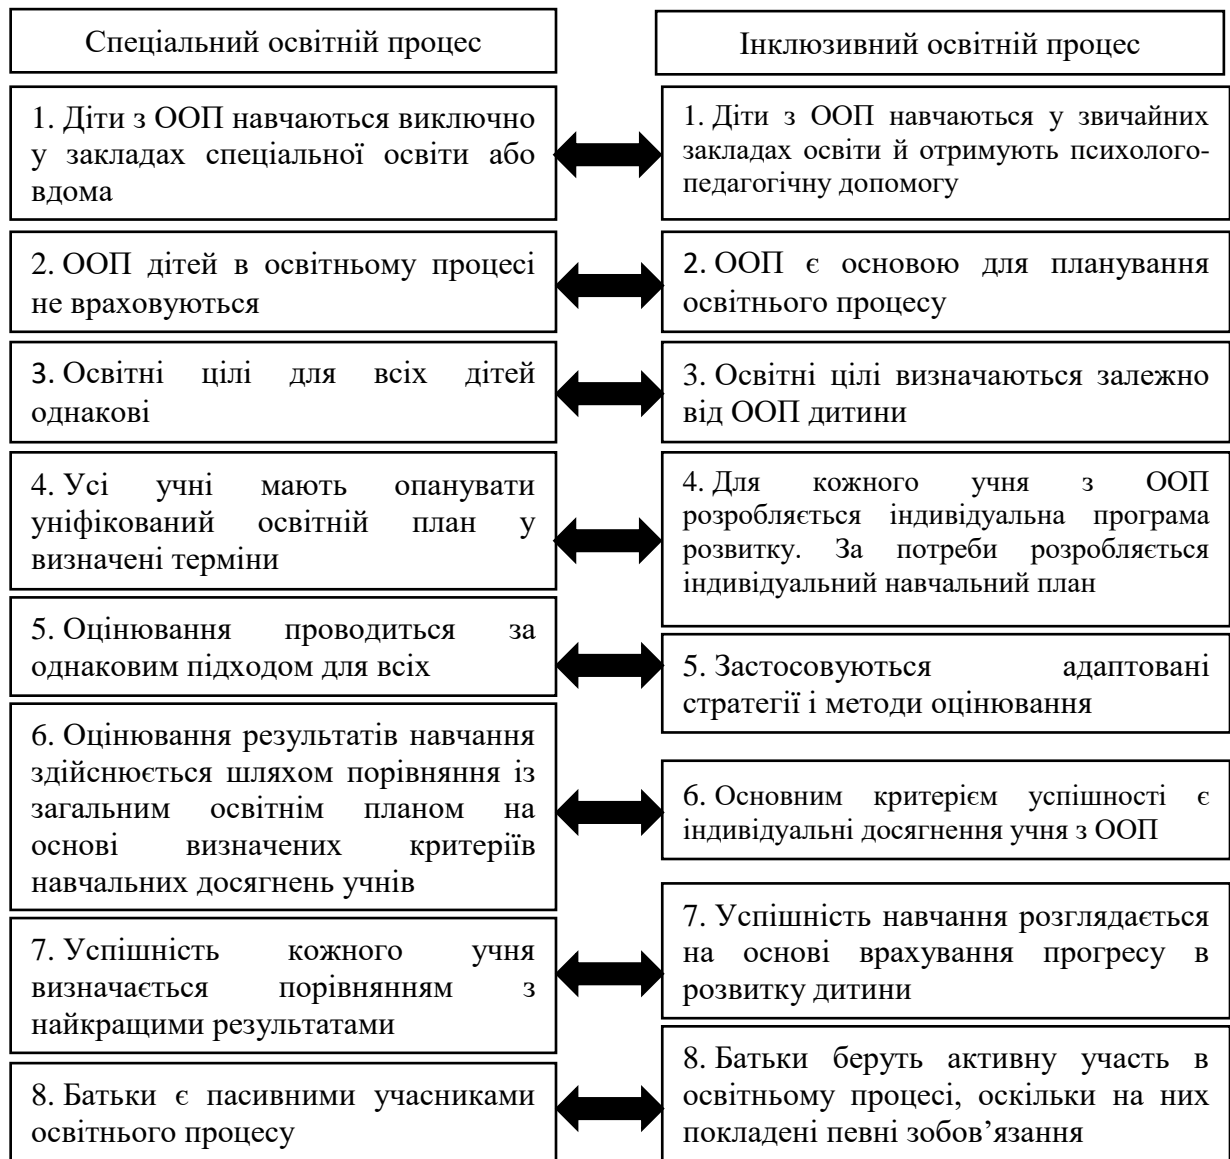 Спеціальний освітній процес
Інклюзивний освітній процес
1. Діти з ООП навчаються виключно
у закладах спеціальної освіти або
вдома
1. Діти з ООП навчаються у звичайних
закладах освіти й отримують психолого-
педагогічну допомогу
2. ООП дітей в освітньому процесі
не враховуються
2. ООП є основою для планування
освітнього процесу
3. Освітні цілі для всіх дітей
однакові
3. Освітні цілі визначаються залежно
від ООП дитини
4. Усі учні мають опанувати
уніфікований освітній план у
визначені терміни
4. Для кожного учня з ООП
розробляється індивідуальна програма
розвитку. За потреби розробляється
індивідуальний навчальний план
5. Оцінювання проводиться за
однаковим підходом для всіх
5. Застосовуються адаптовані
стратегії і методи оцінювання
6. Оцінювання результатів навчання
здійснюється шляхом порівняння із
загальним освітнім планом на
основі визначених критеріїв
навчальних досягнень учнів
6. Основним критерієм успішності є
індивідуальні досягнення учня з ООП
7. Успішність кожного учня
визначається порівнянням з
найкращими результатами
7. Успішність навчання розглядається
на основі врахування прогресу в
розвитку дитини
8. Батьки є пасивними учасниками
освітнього процесу
8. Батьки беруть активну участь в
освітньому процесі, оскільки на них
покладені певні зобов’язання